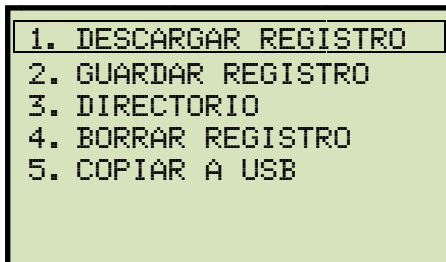 1. DESCARGAR REGISTRO
2. GUARDAR REGISTRO
3. DIRECTORIO
4. BORRAR REGISTRO
5. COPIAR A USB